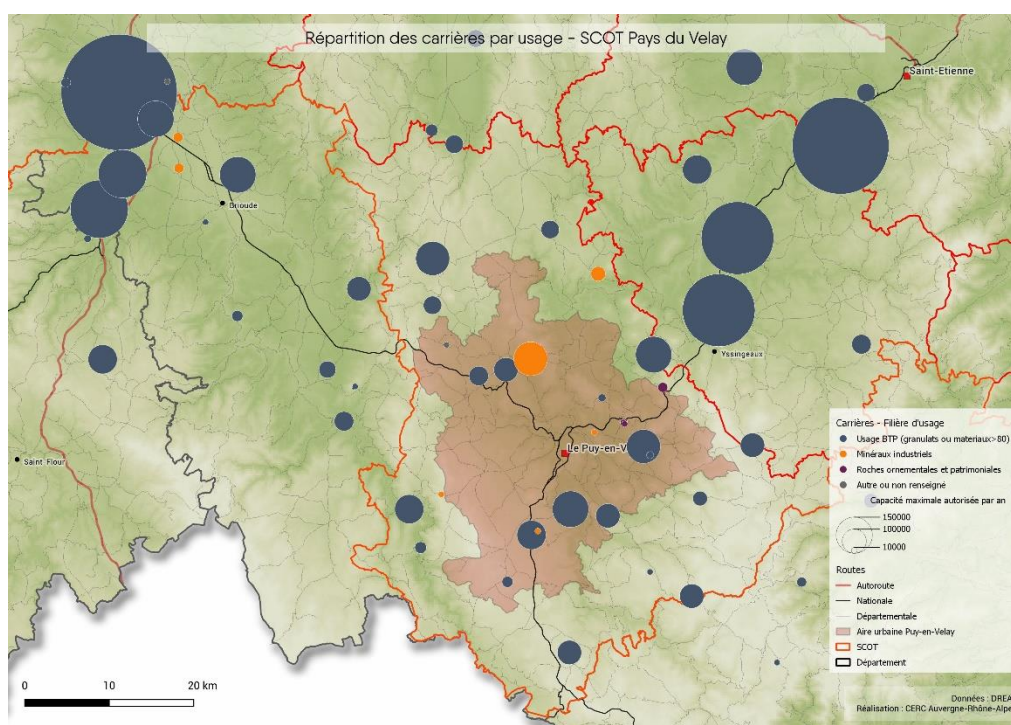 Répartition des carrières par usage - SCOT Pays du Velay
Saint-Etienne
Brioude
Yssingeaux
Saint Flour
Le Puy-en-V
Carrières - Filière d'usage
Usage BTP (granulats ou materiaux>80)
Minéraux industriels
Roches ornementales et patrimoniales
Autre ou non renseigné
Capacité maximale autorisée par an
150000
100000
10000
Routes
Autoroute
Nationale
Départementale
Aire urbaine Puy-en-Velay
SCOT
Département
0 10 20 km
Données : DREA
Réalisation : CERC Auvergne-Rhône-Alpe